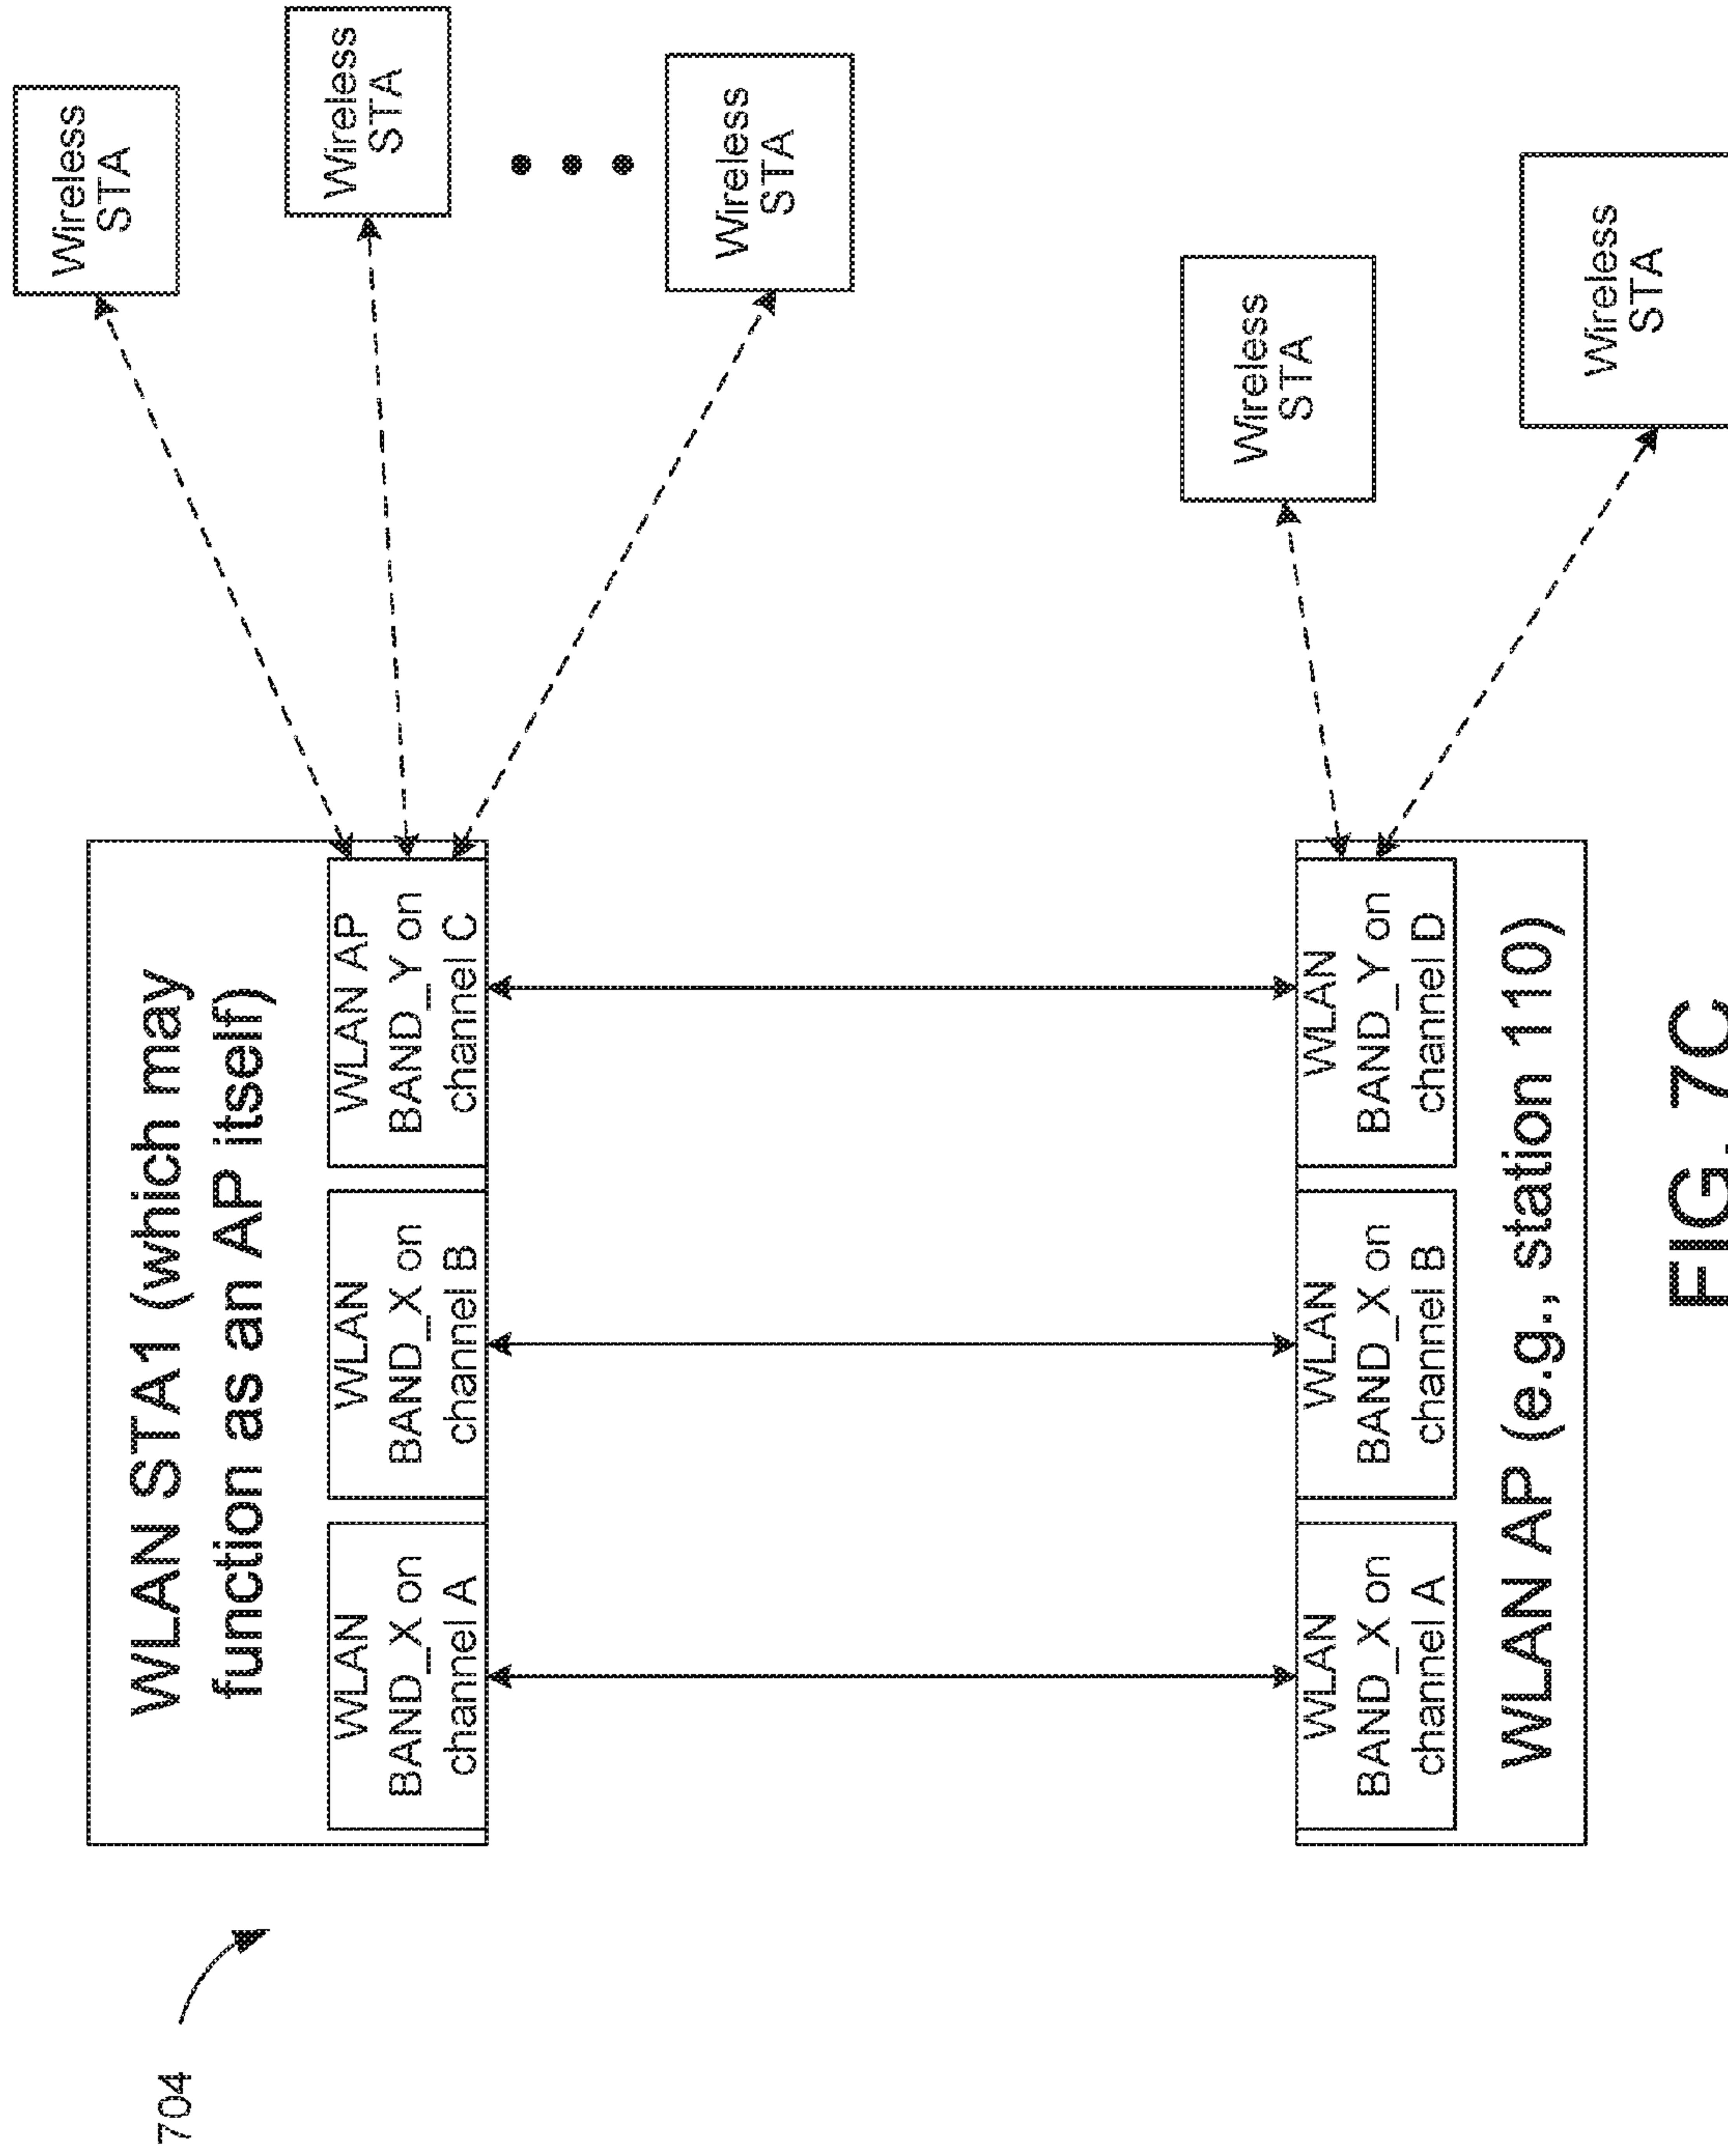 704
WLAN STA1 (which may
function as an AP itself)
WLAN
BAND_X on
channel A
WLAN
BAND_X on
channel B
WLAN AP
BAND_Y on
channel C
Wireless
STA
Wireless
STA
Wireless
STA
WLAN
BAND_X on
channel A
WLAN
BAND_X on
channel B
WLAN
BAND_Y on
channel D
WLAN AP (e.g., station 110)
Wireless
STA
Wireless
STA
FIG. 7C